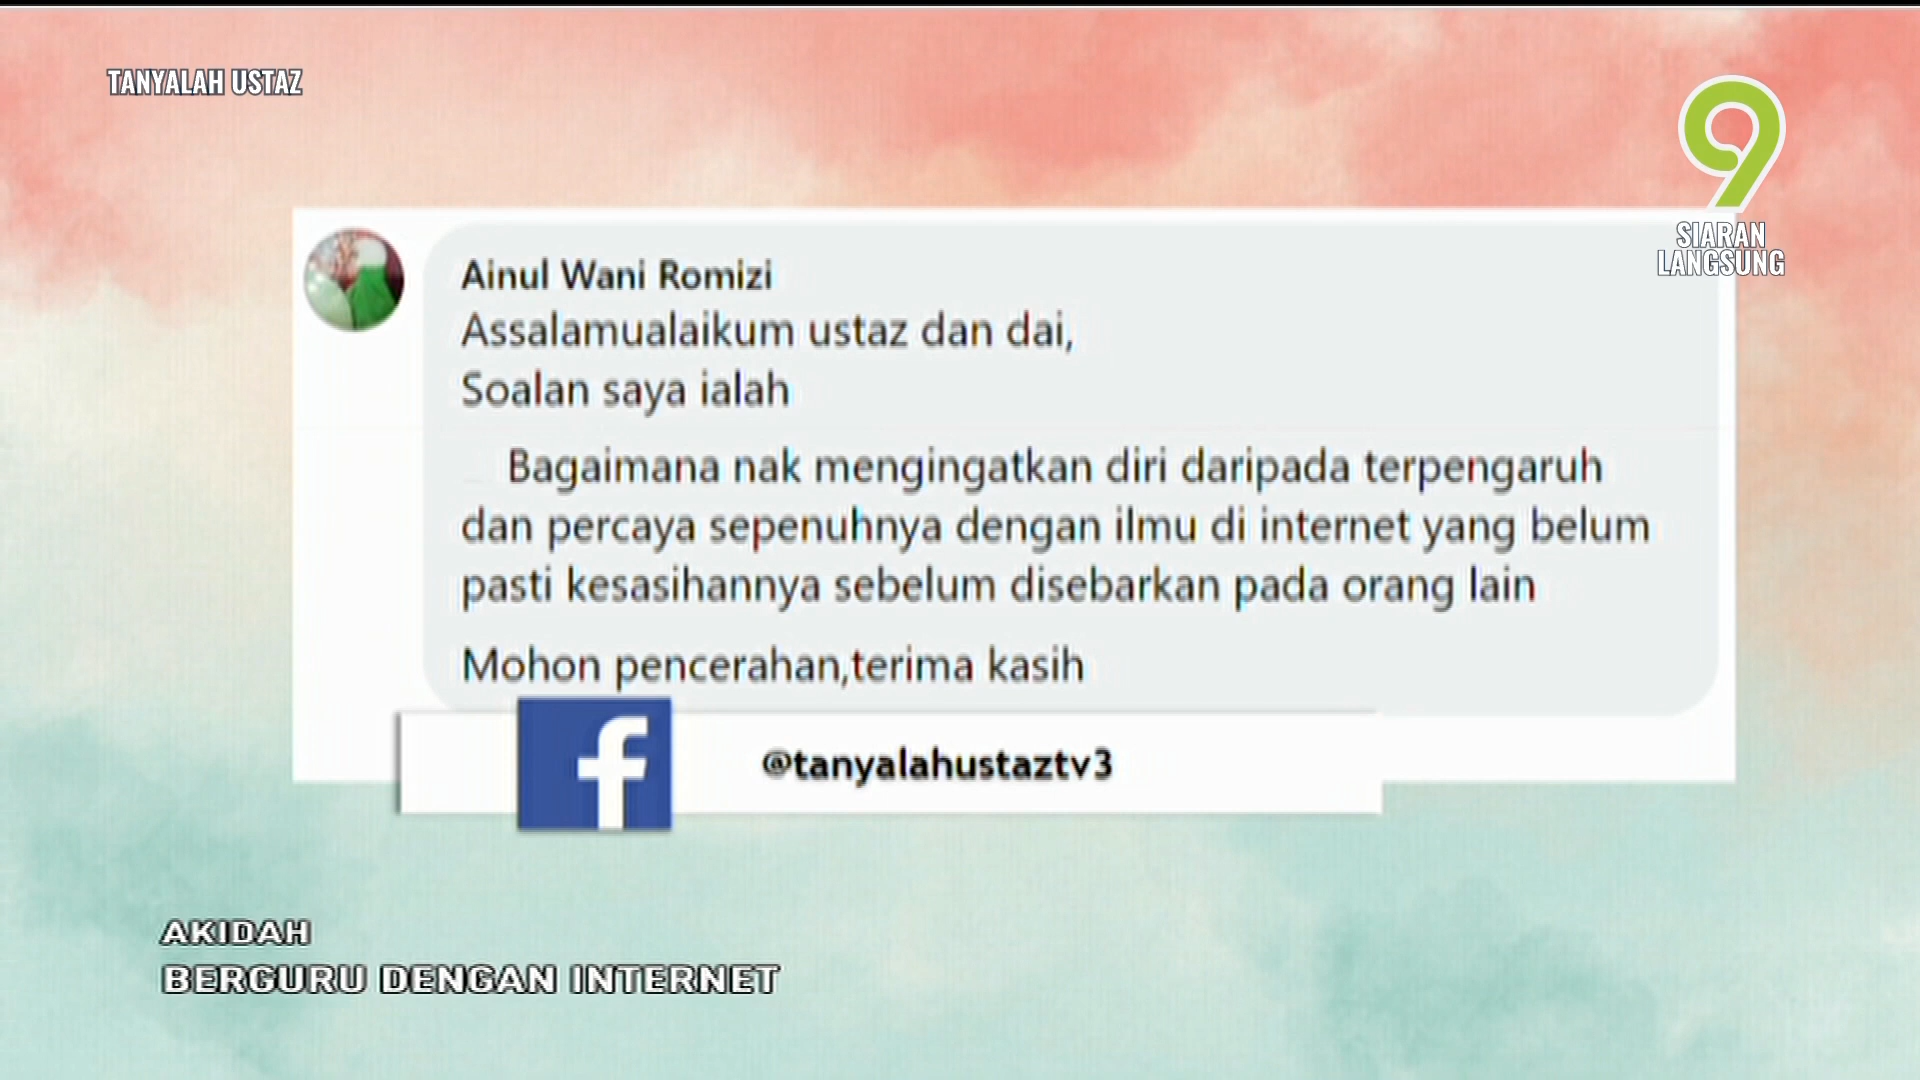 TANYALAH USTAZ
9
SIARAN
LANGSUNG
Ainul Wani Romizi
Assalamualaikum ustaz dan dai,
Soalan saya ialah
Bagaimana nak mengingatkan diri daripada terpengaruh
dan percaya sepenuhnya dengan ilmu di internet yang belum
pasti kesasihannya sebelum disebarkan pada orang lain
Mohon pencerahan,terima kasih
f
@tanyalahustaztv3
AKIDAH
BERGURU DENGAN INTERNET